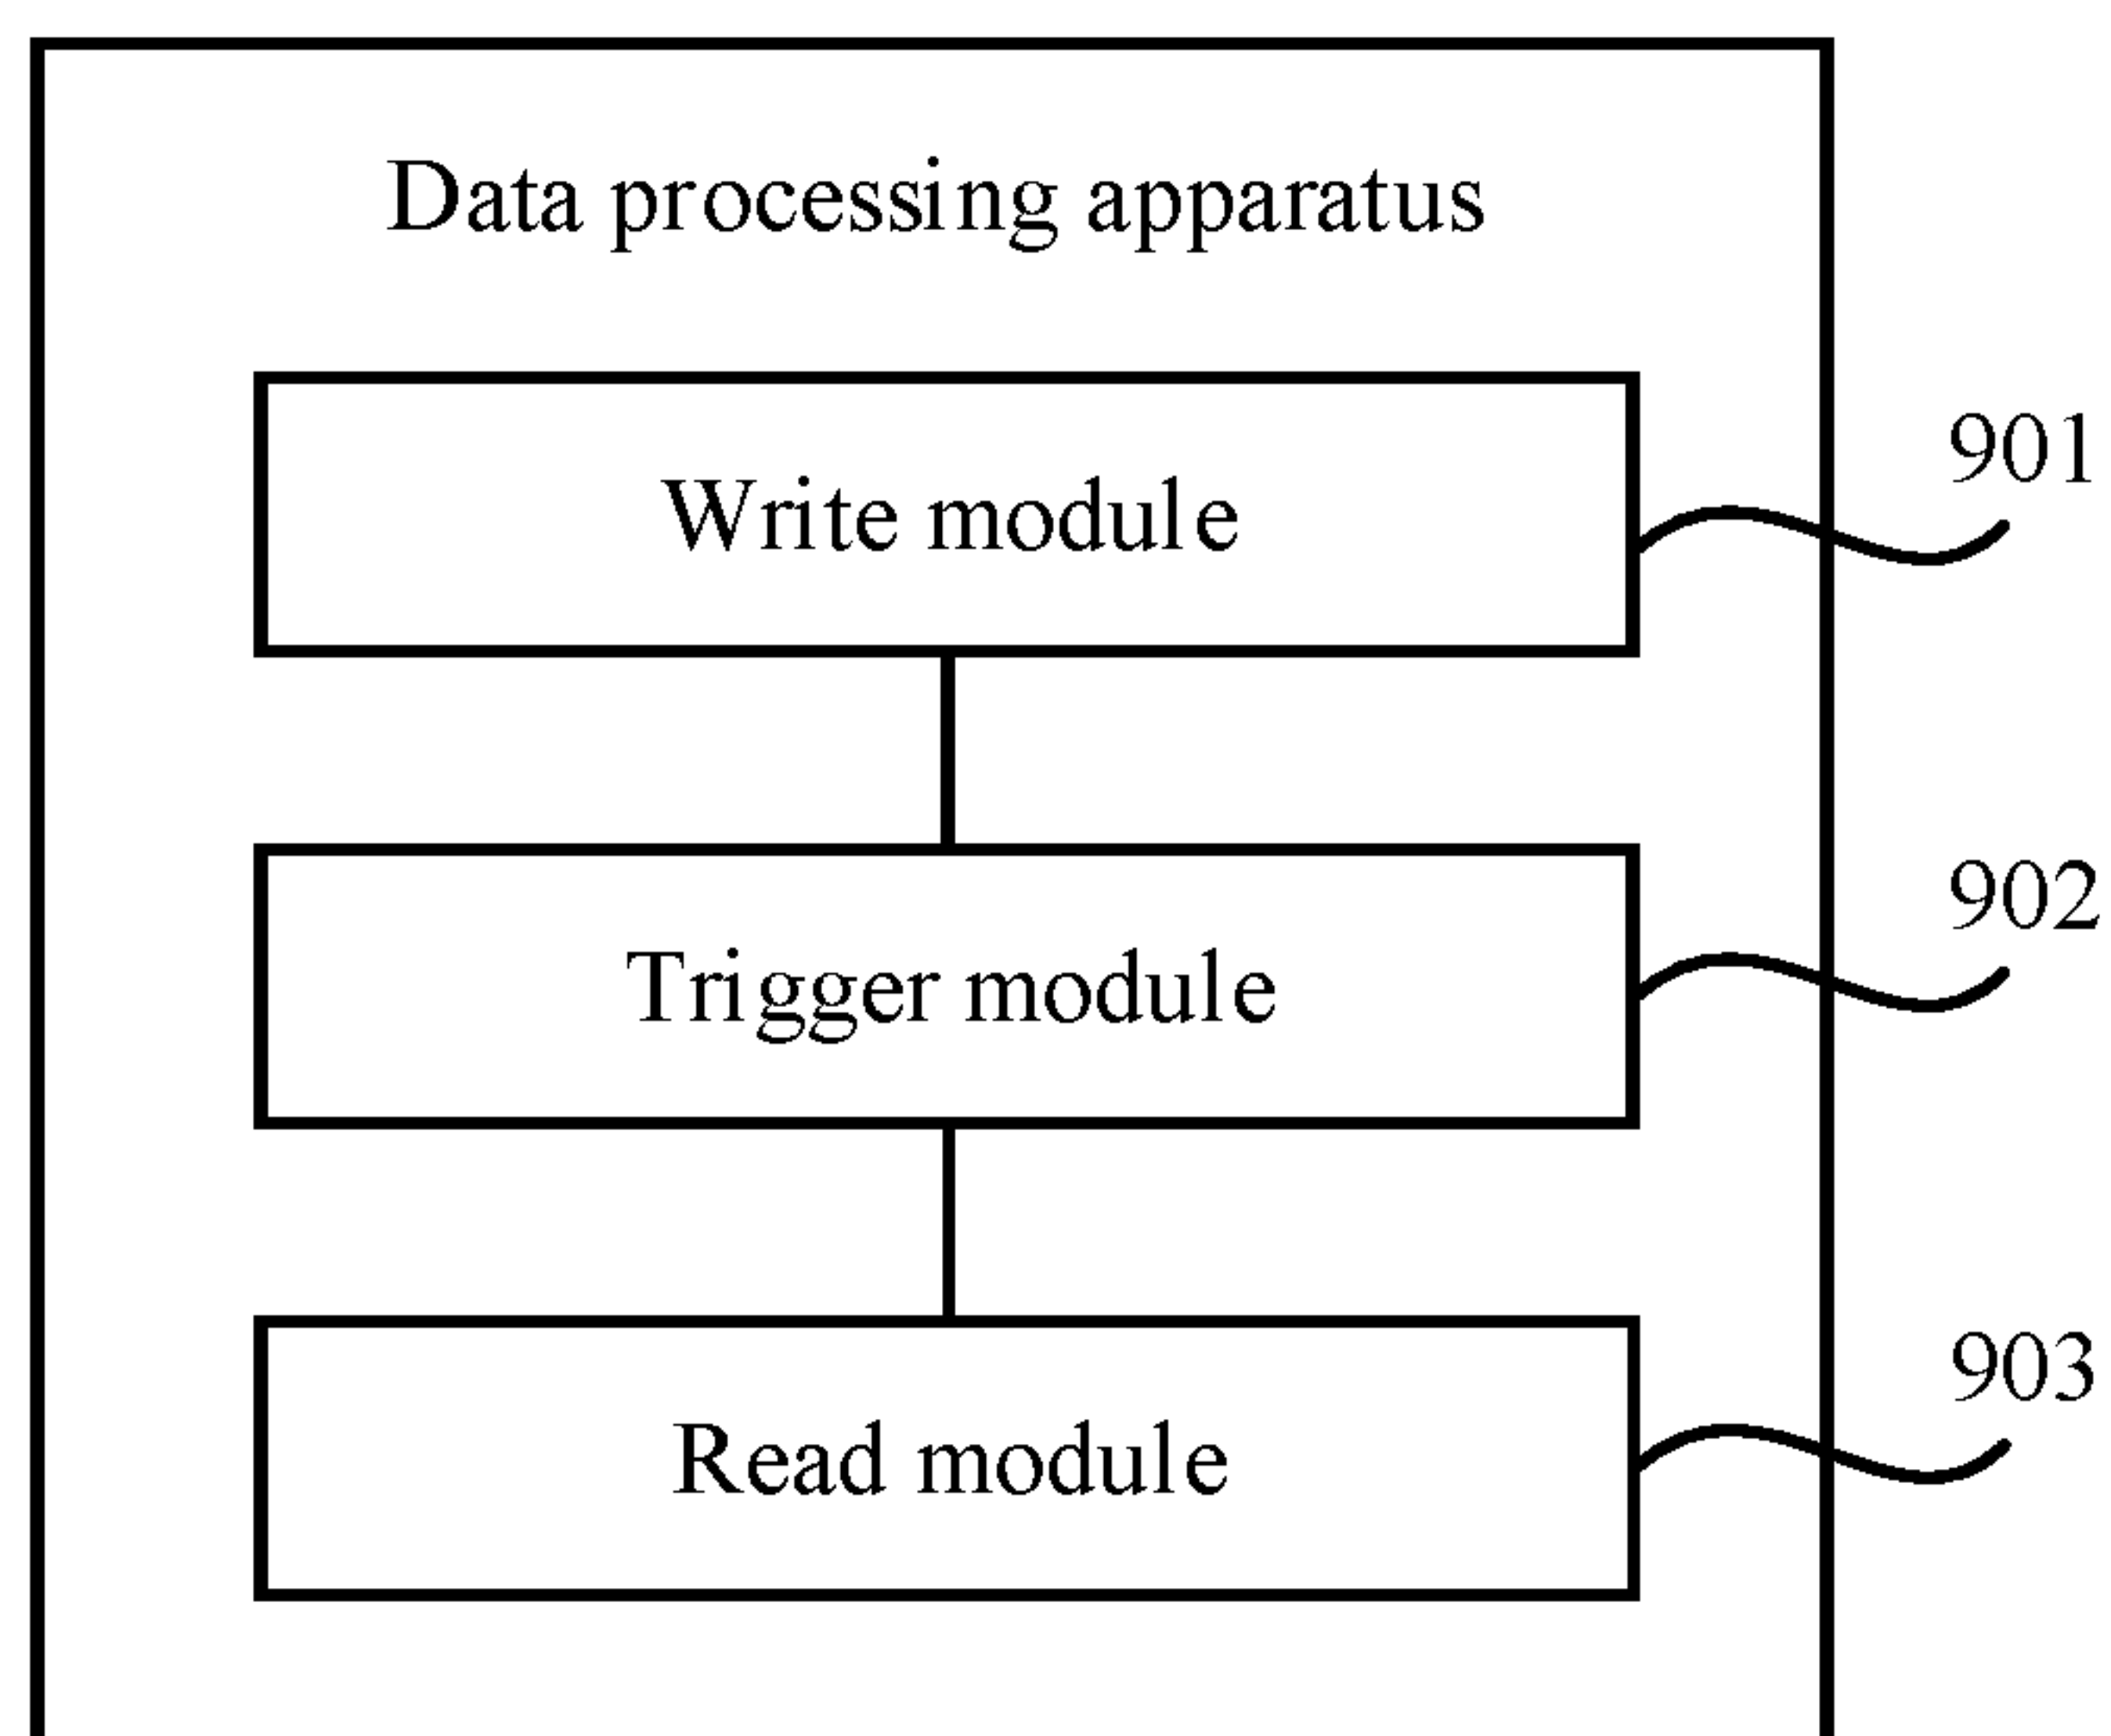 Data processing apparatus
901
Write module
902
Trigger module
903
Read module